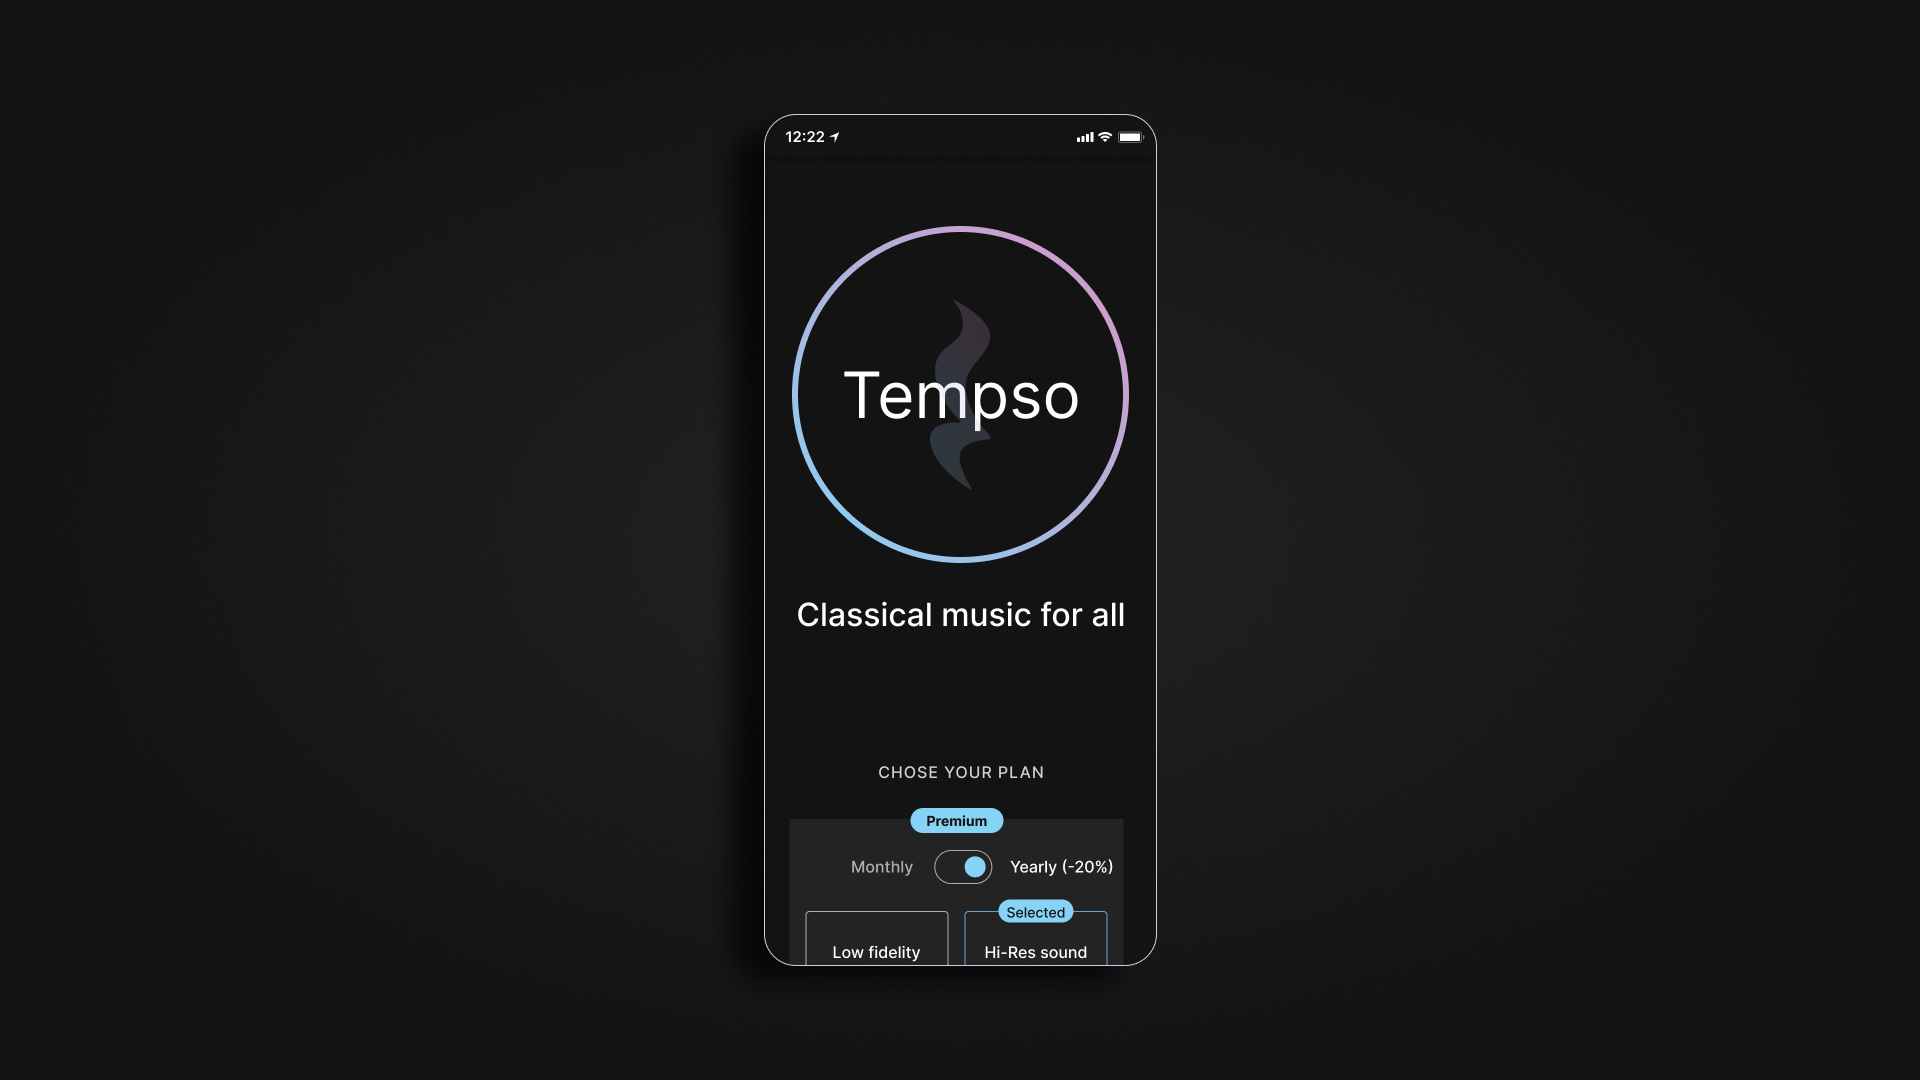 12:22
Tempso
Classical music for all
CHOSE YOUR PLAN
Premium
Monthly Yearly (-20%)
Selected
Low fidelity Hi-Res sound